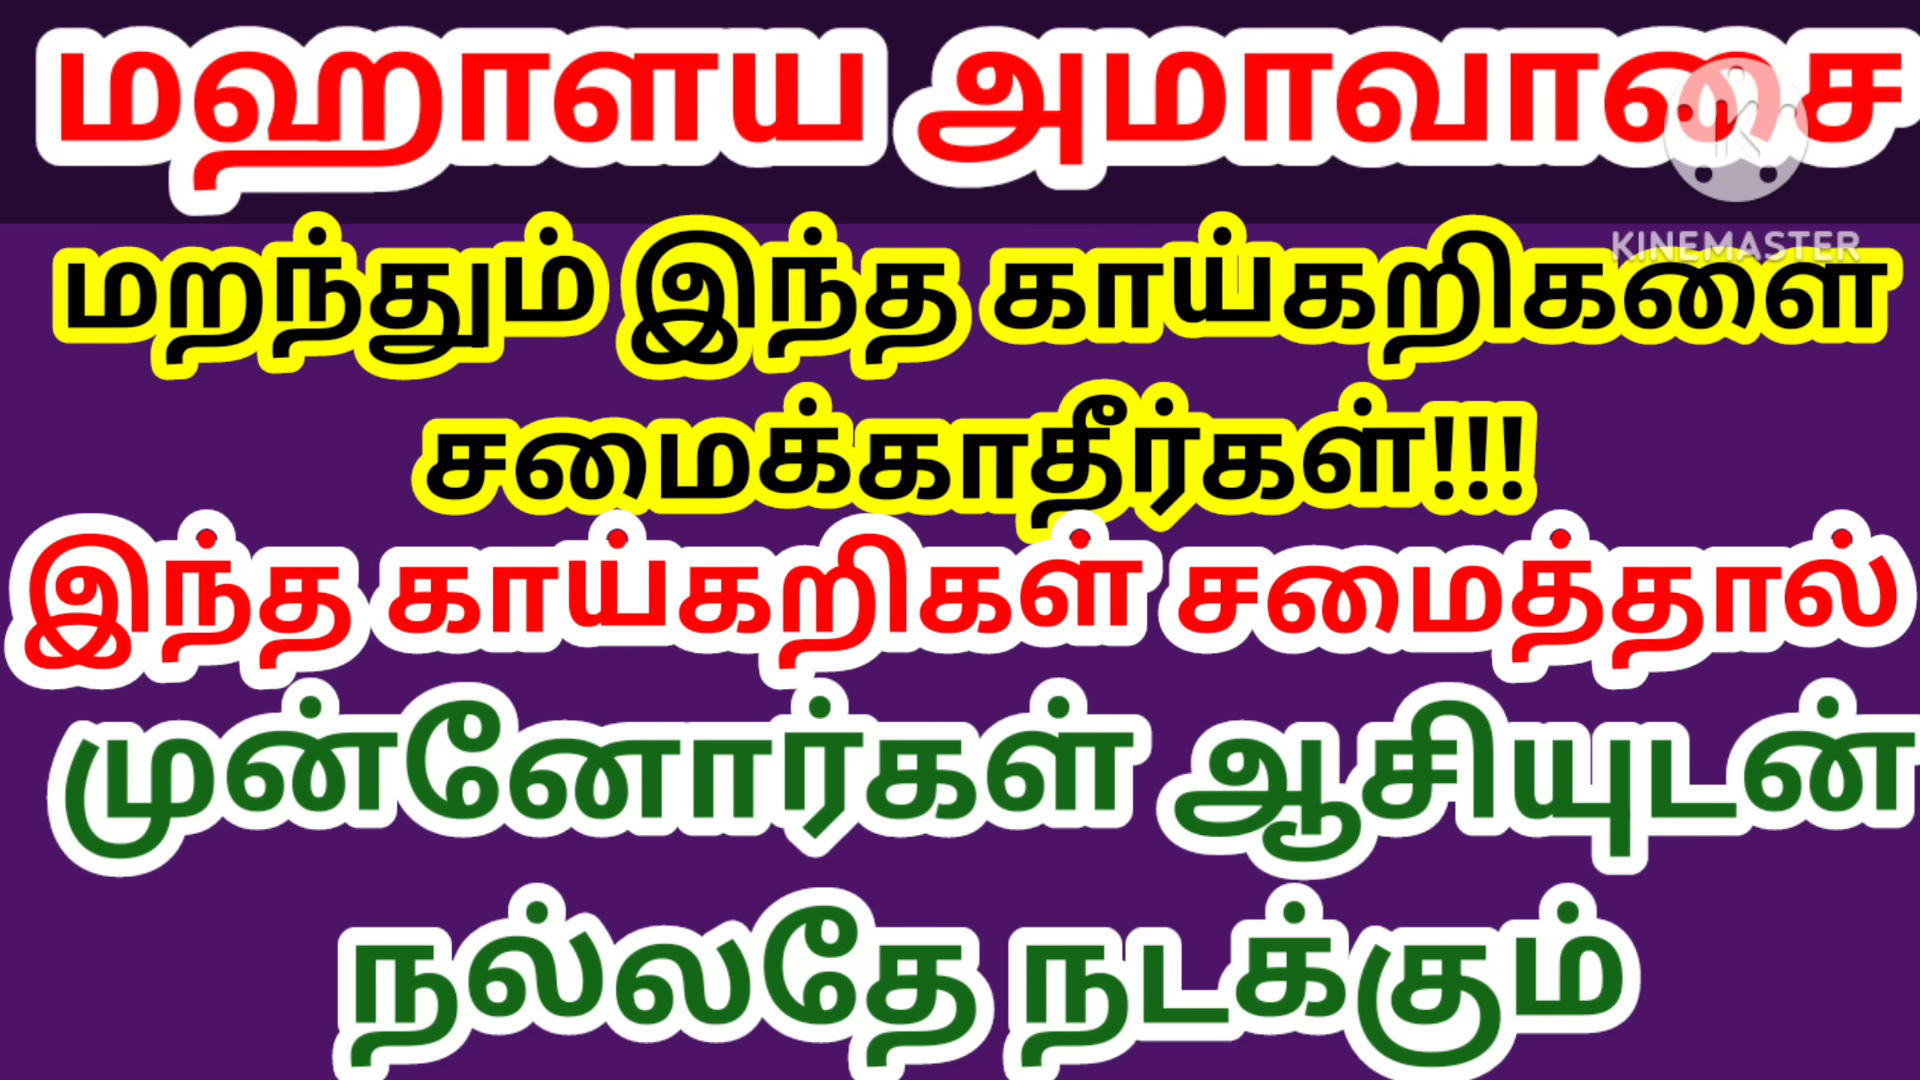 மஹாளய அமாவாசை
KINEMASTER
மறந்தும் இந்த காய்கறிகளை
சமைக்காதீர்கள்!!!
இந்த காய்கறிகள் சமைத்தால்
முன்னோர்கள் ஆசியுடன்
நல்லதே நடக்கும்